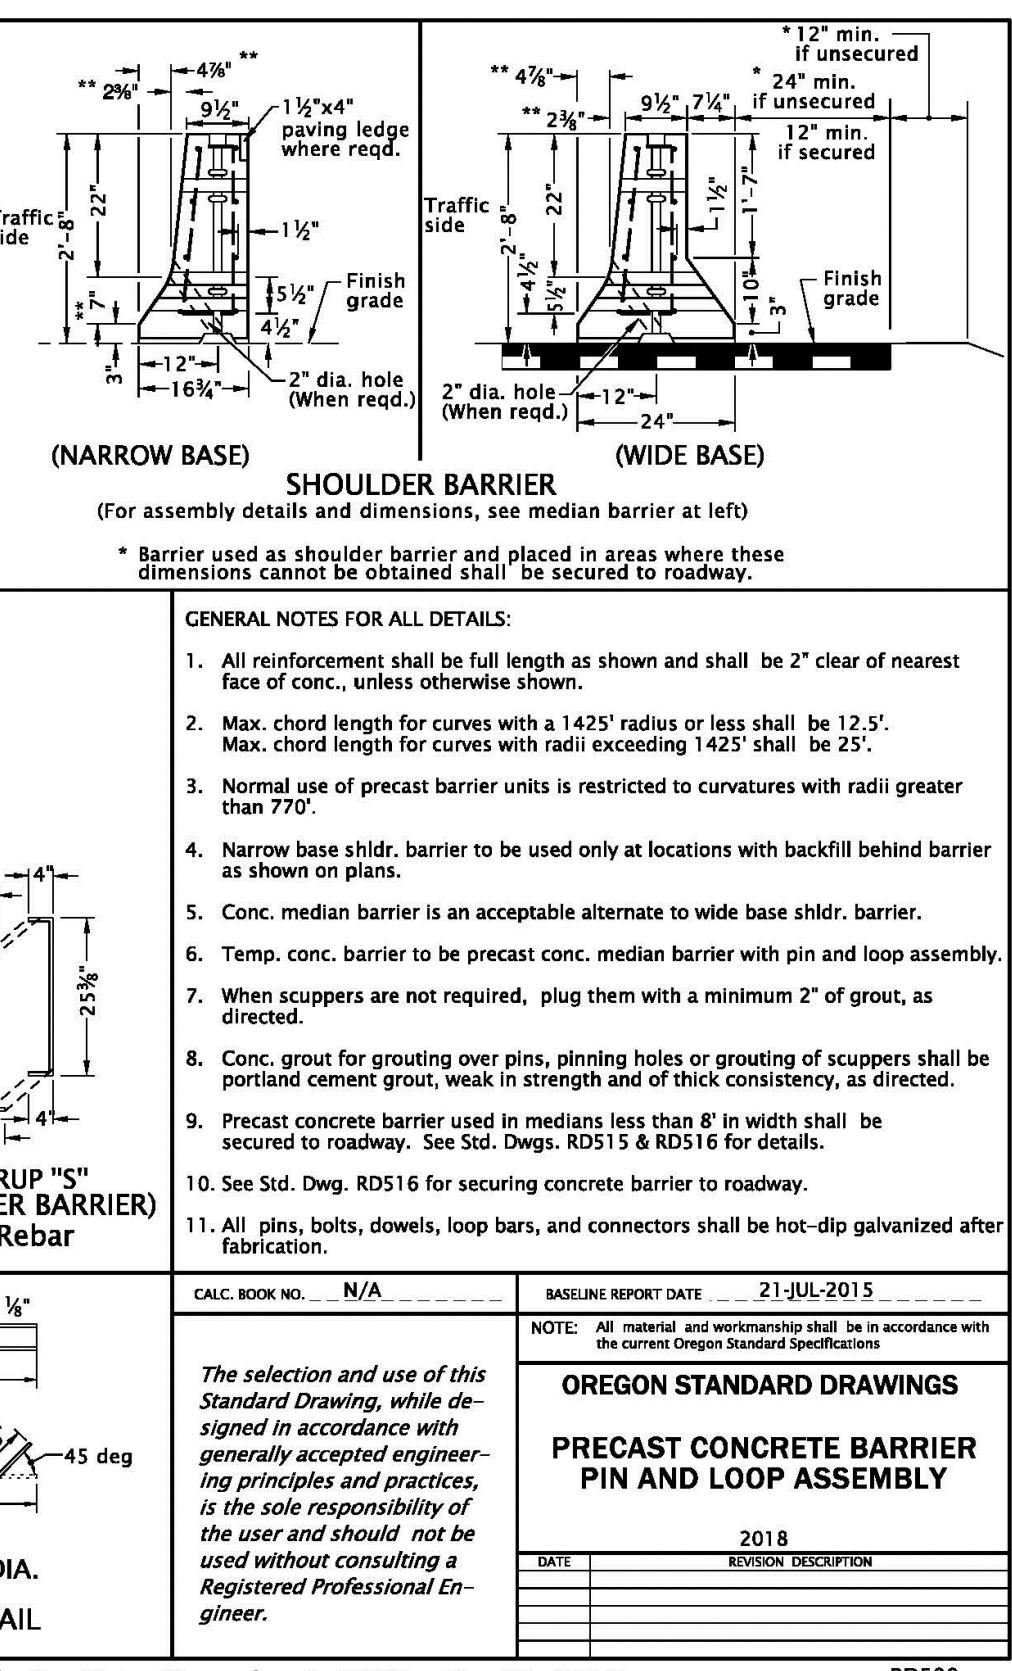 ** 4⅞"
** 2⅜"
9½"
1½"x4"
paving ledge
where reqd.
Traffic
side
2'-8"
22"
** 7"
3"
1½"
5½"
4½"
Finish
grade
12"
16¾"
2" dia. hole
(When reqd.)
(NARROW BASE)
* 12" min.
if unsecured
* 24" min.
if unsecured
12" min.
if secured
** 4⅞"
** 2⅜"
9½"
7¼"
Traffic
side
2'-8"
22"
4½"
5½"
1½"
1'-7"
10"
3"
Finish
grade
2" dia. hole
(When reqd.)
12"
24"
(WIDE BASE)
SHOULDER BARRIER
(For assembly details and dimensions, see median barrier at left)
* Barrier used as shoulder barrier and placed in areas where these
dimensions cannot be obtained shall be secured to roadway.
GENERAL NOTES FOR ALL DETAILS:
1. All reinforcement shall be full length as shown and shall be 2" clear of nearest
face of conc., unless otherwise shown.
2. Max. chord length for curves with a 1425' radius or less shall be 12.5'.
Max. chord length for curves with radii exceeding 1425' shall be 25'.
3. Normal use of precast barrier units is restricted to curvatures with radii greater
than 770'.
4. Narrow base shldr. barrier to be used only at locations with backfill behind barrier
as shown on plans.
5. Conc. median barrier is an acceptable alternate to wide base shldr. barrier.
6. Temp. conc. barrier to be precast conc. median barrier with pin and loop assembly.
7. When scuppers are not required, plug them with a minimum 2" of grout, as
directed.
8. Conc. grout for grouting over pins, pinning holes or grouting of scuppers shall be
portland cement grout, weak in strength and of thick consistency, as directed.
9. Precast concrete barrier used in medians less than 8' in width shall be
secured to roadway. See Std. Dwgs. RD515 & RD516 for details.
10. See Std. Dwg. RD516 for securing concrete barrier to roadway.
11. All pins, bolts, dowels, loop bars, and connectors shall be hot-dip galvanized after
fabrication.
4"
25⅜"
4"
RUP "S"
ER BARRIER)
Rebar
⅛"
45 deg
DIA.
AIL
CALC. BOOK NO. N/A
BASELINE REPORT DATE 21-JUL-2015
NOTE: All material and workmanship shall be in accordance with
the current Oregon Standard Specifications
The selection and use of this
Standard Drawing, while de-
signed in accordance with
generally accepted engineer-
ing principles and practices,
is the sole responsibility of
the user and should not be
used without consulting a
Registered Professional En-
gineer.
OREGON STANDARD DRAWINGS
PRECAST CONCRETE BARRIER
PIN AND LOOP ASSEMBLY
2018
DATE REVISION DESCRIPTION